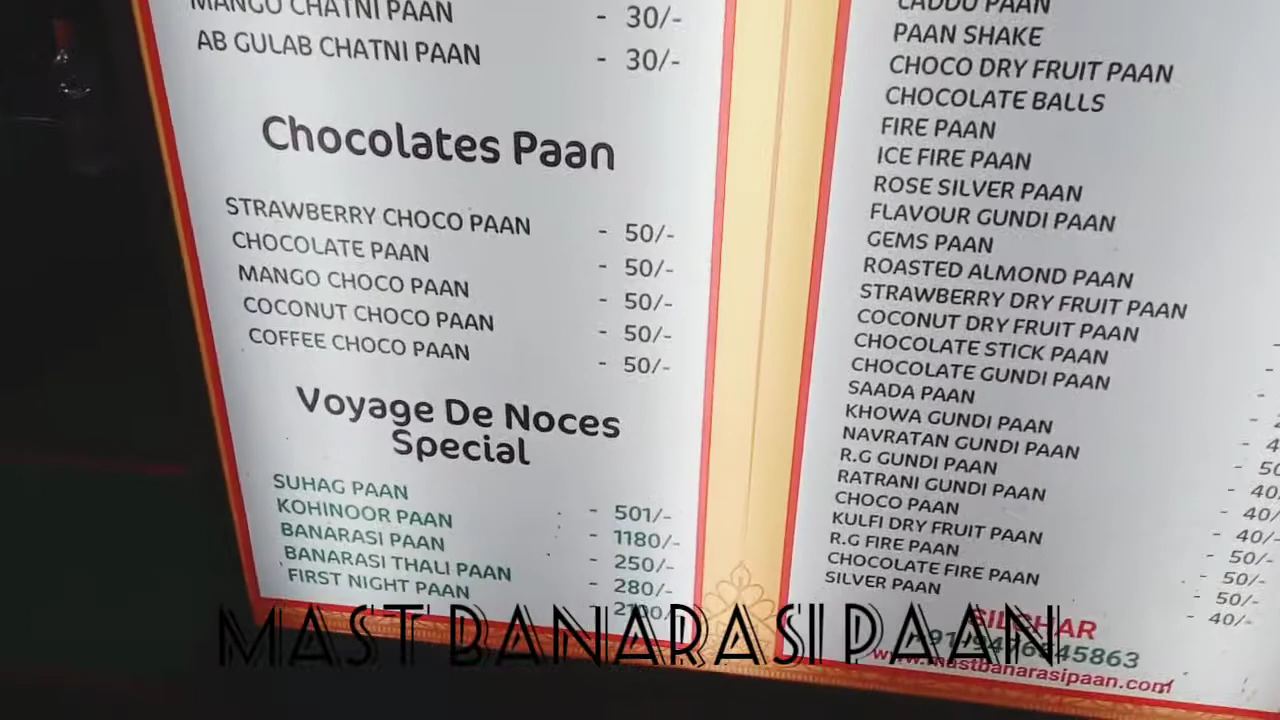 MANGO CHATNI PAAN - 30/-
AB GULAB CHATNI PAAN - 30/-
Chocolates Paan
STRAWBERRY CHOCO PAAN - 50/-
CHOCOLATE PAAN - 50/-
MANGO CHOCO PAAN - 50/-
COCONUT CHOCO PAAN - 50/-
COFFEE CHOCO PAAN - 50/-
Voyage De Noces
Special
SUHAG PAAN - 501/-
KOHINOOR PAAN - 1180/-
BANARASI PAAN - 250/-
BANARASI THALI PAAN - 280/-
FIRST NIGHT PAAN
LADDU PAAN
PAAN SHAKE
CHOCO DRY FRUIT PAAN
CHOCOLATE BALLS
FIRE PAAN
ICE FIRE PAAN
ROSE SILVER PAAN
FLAVOUR GUNDI PAAN
GEMS PAAN
ROASTED ALMOND PAAN
STRAWBERRY DRY FRUIT PAAN
COCONUT DRY FRUIT PAAN
CHOCOLATE STICK PAAN
CHOCOLATE GUNDI PAAN
SAADA PAAN
KHOWA GUNDI PAAN
NAVRATAN GUNDI PAAN
R.G GUNDI PAAN
RATRANI GUNDI PAAN
CHOCO PAAN - 40/-
KULFI DRY FRUIT PAAN - 50/-
R.G FIRE PAAN - 50/-
CHOCOLATE FIRE PAAN - 50/-
SILVER PAAN - 40/-
SILCHAR
www.mastbanarasipaan.com
MAST BANARASI PAAN